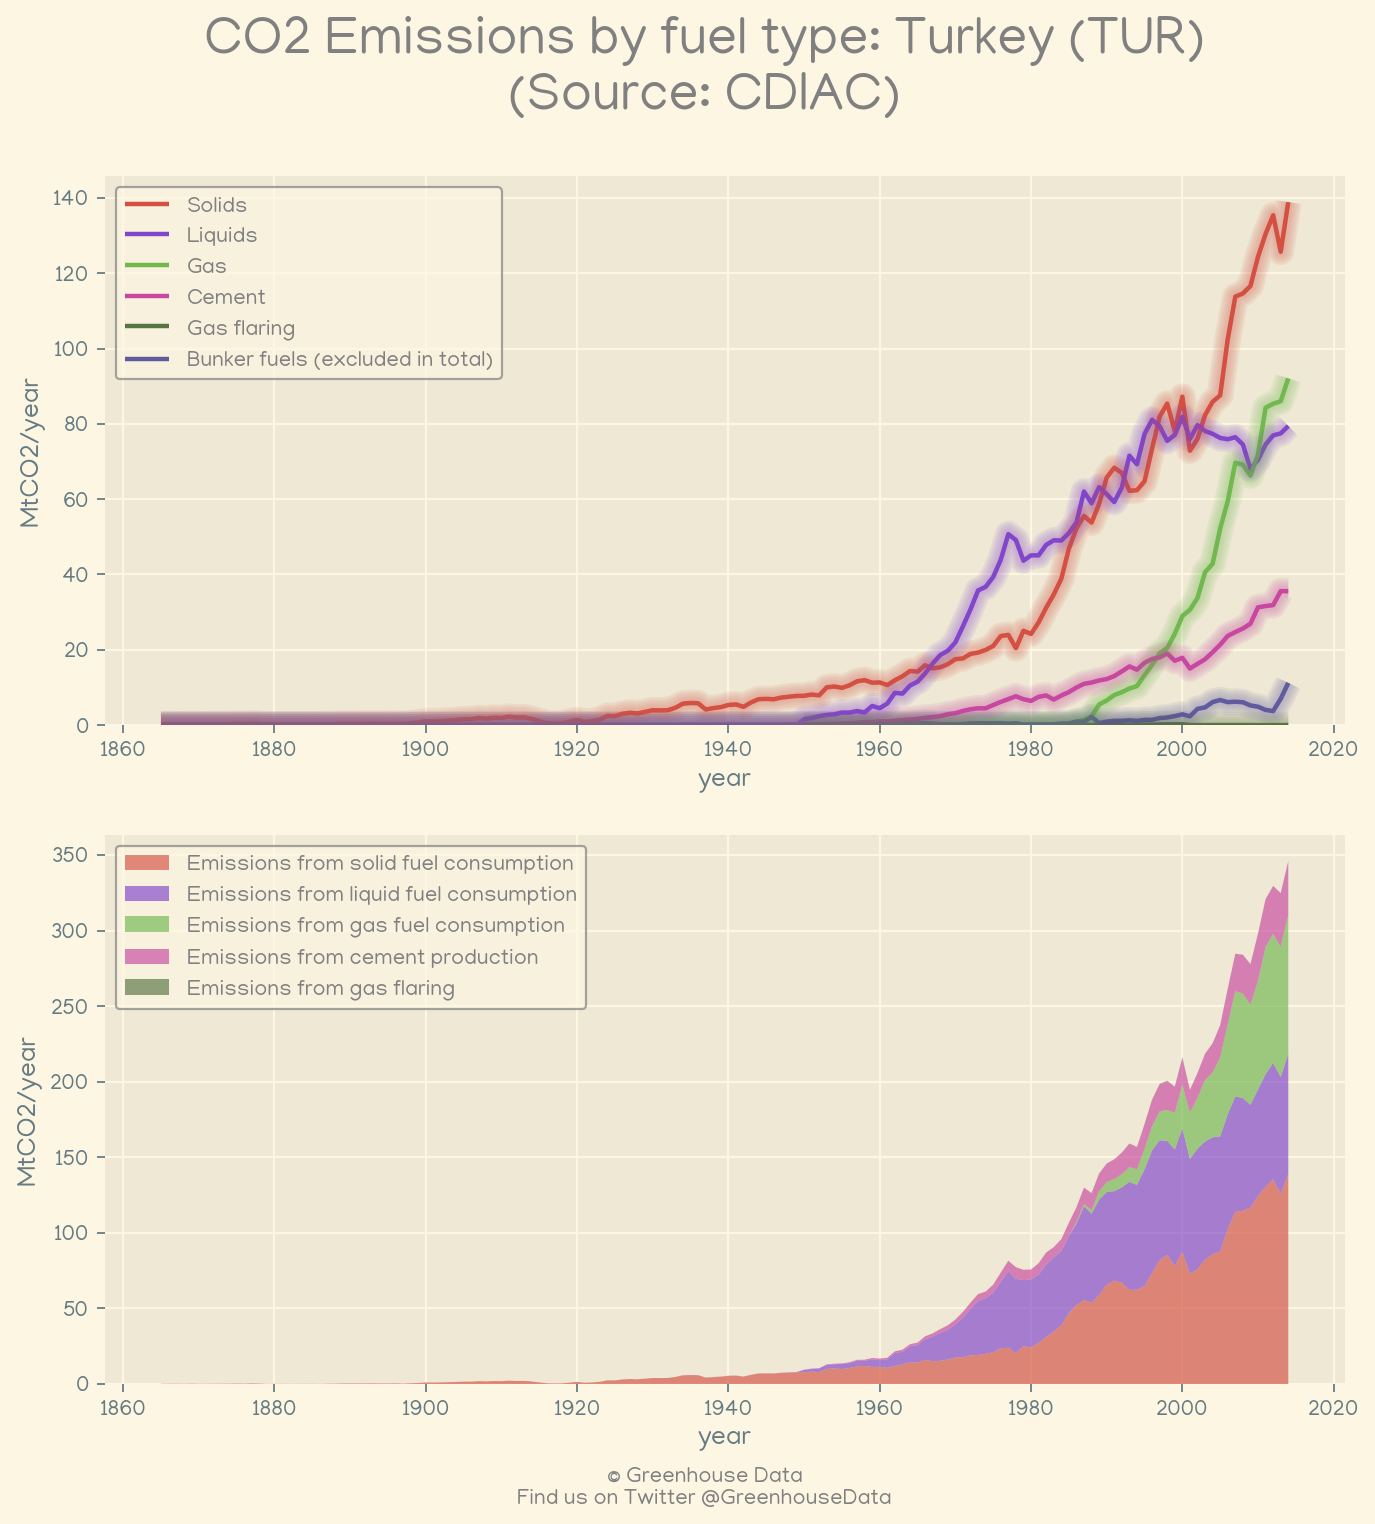 CO2 Emissions by fuel type: Turkey (TUR)
(Source: CDIAC)
140
120
100
80
60
40
20
0
MtCO2/year
Solids
Liquids
Gas
Cement
Gas flaring
Bunker fuels (excluded in total)
1860 1880 1900 1920 1940 1960 1980 2000 2020
year
350
300
250
200
150
100
50
0
MtCO2/year
Emissions from solid fuel consumption
Emissions from liquid fuel consumption
Emissions from gas fuel consumption
Emissions from cement production
Emissions from gas flaring
1860 1880 1900 1920 1940 1960 1980 2000 2020
year
© Greenhouse Data
Find us on Twitter @GreenhouseData